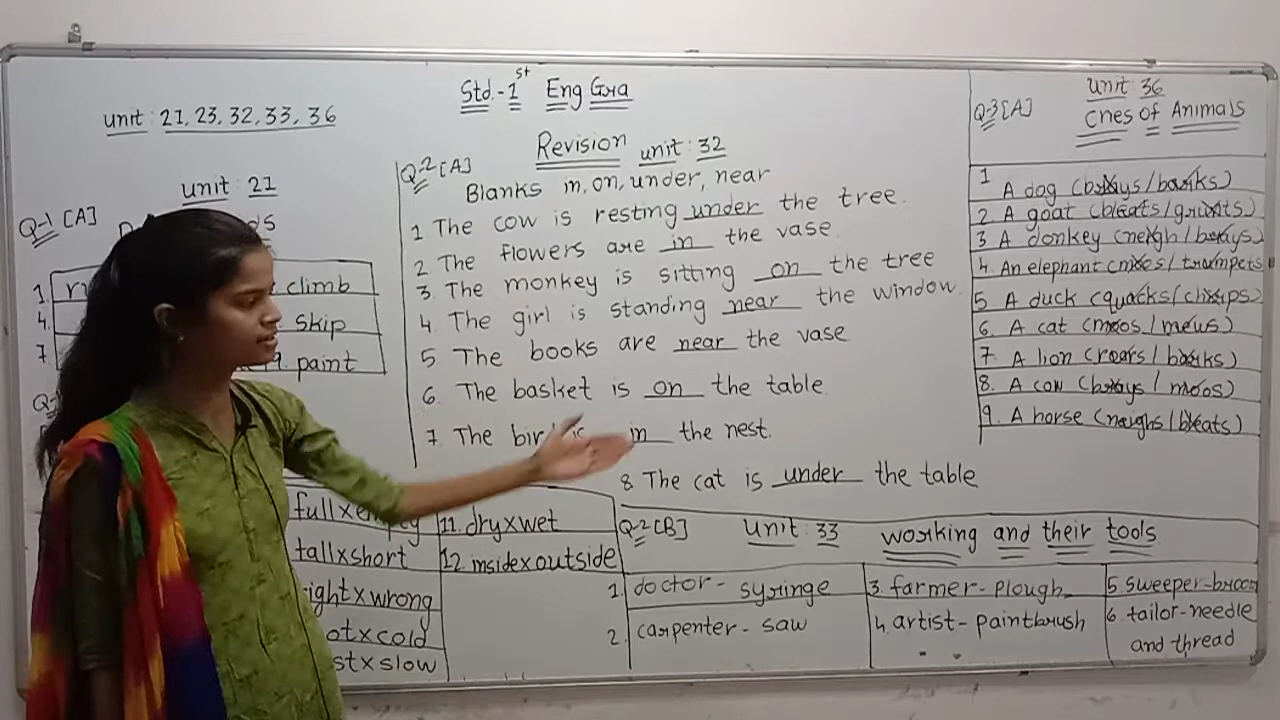 Std.-1st Eng Gra
unit : 21, 23, 32, 33, 36
Revision
unit : 21
Q-1 [A]
1.
climb
4.
skip
7
9. paint
full x empty
tall x short
right x wrong
x cold
x slow
11. dry x wet
12 inside x outside
Q-2 [A]
unit : 32
Blanks in, on, under, near
1 The cow is resting under the tree.
2 The flowers are in the vase
3. The monkey is sitting on the tree
4. The girl is standing near the window.
5 The books are near the vase
6. The basket is on the table.
7. The bird is in the nest.
8 The cat is under the table
Q-2 [B] unit : 33 working and their tools
1. doctor - syringe
2. carpenter - saw
3. farmer - plough
4. artist - paintbrush
5. sweeper - broom
6. tailor - needle
and thread
Q-3 [A] unit 36
Cries of Animals
1 A dog (brays/barks)
2. A goat (bleats/grunts)
3 A donkey (neigh/brays)
4. An elephant (moos/trumpets)
5 A duck (quacks/chirps)
6. A cat (moos/mews)
7 A lion (roars/barks)
8. A cow (brays/moos)
9. A horse (neighs/bleats)